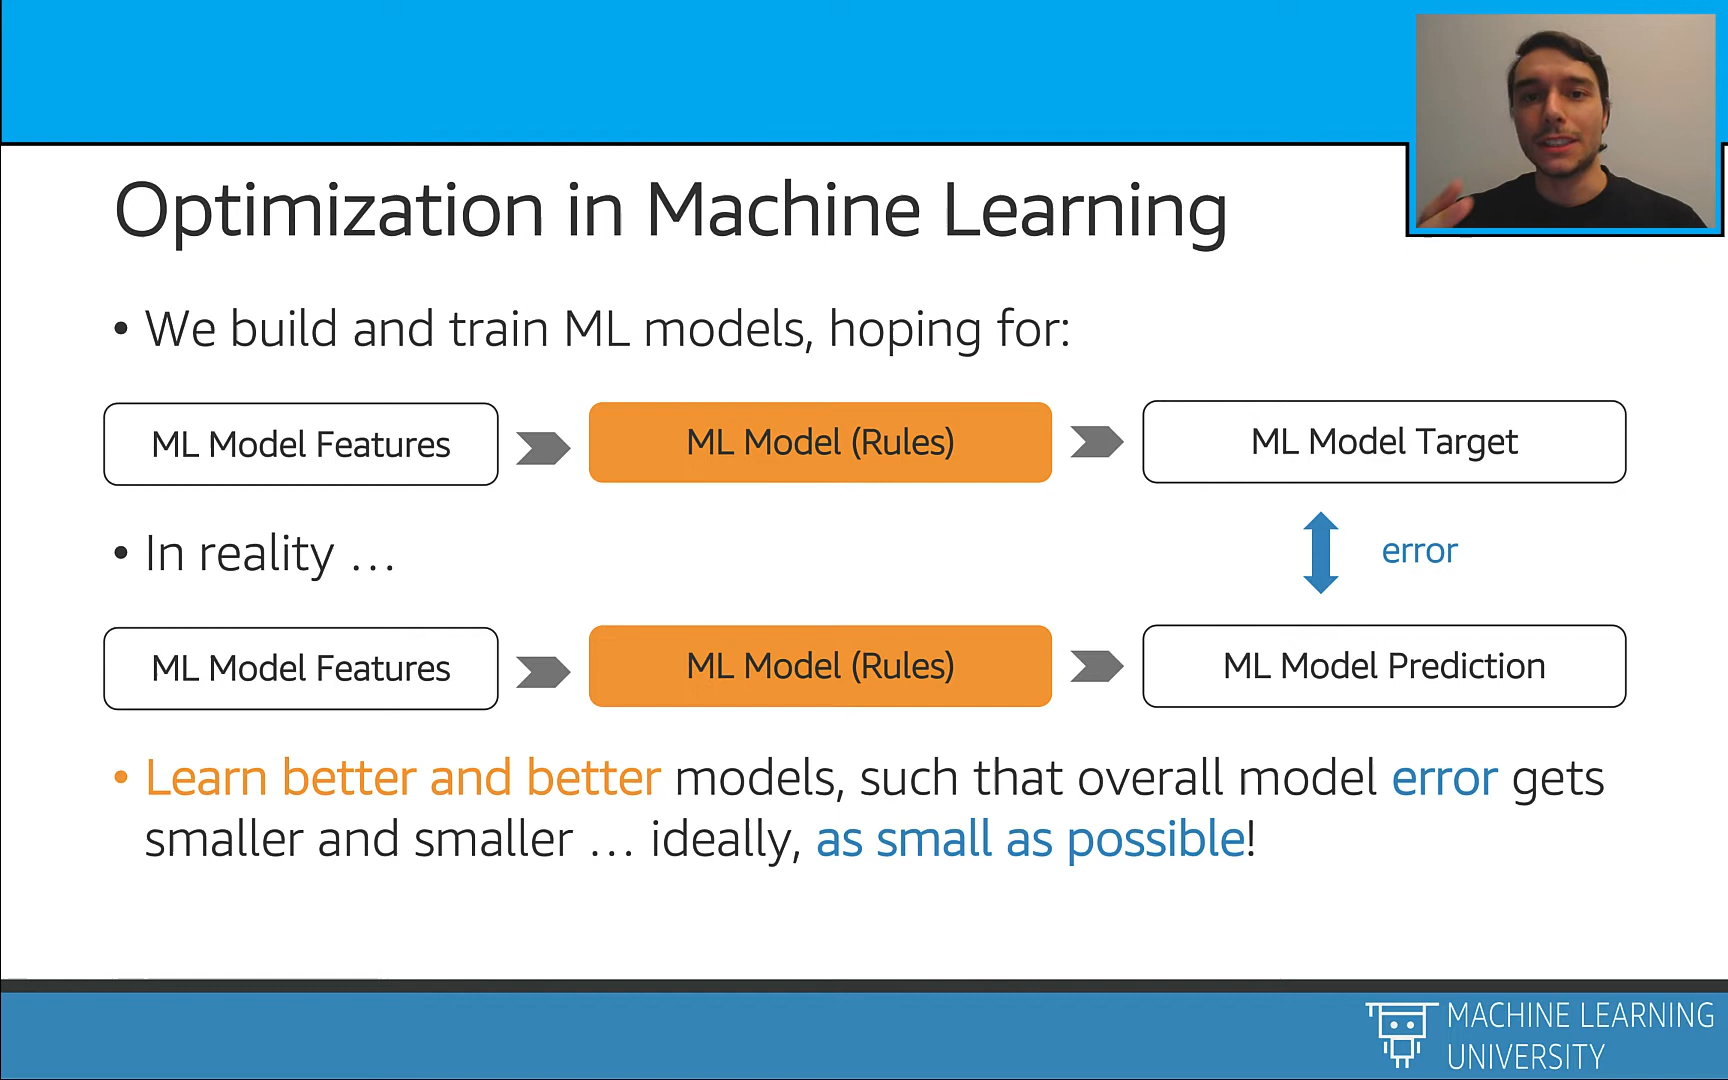 Optimization in Machine Learning
• We build and train ML models, hoping for:
ML Model Features
ML Model (Rules)
ML Model Target
• In reality …
error
ML Model Features
ML Model (Rules)
ML Model Prediction
• Learn better and better models, such that overall model error gets
smaller and smaller … ideally, as small as possible!
MACHINE LEARNING
UNIVERSITY